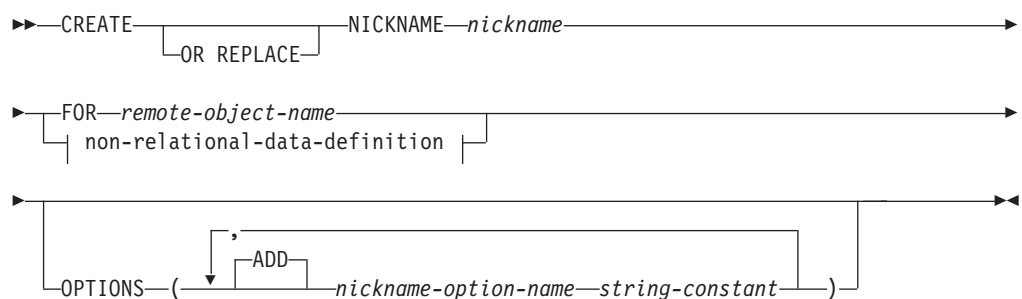 CREATE NICKNAME nickname
OR REPLACE
FOR remote-object-name
non-relational-data-definition
,
ADD
OPTIONS ( nickname-option-name string-constant )